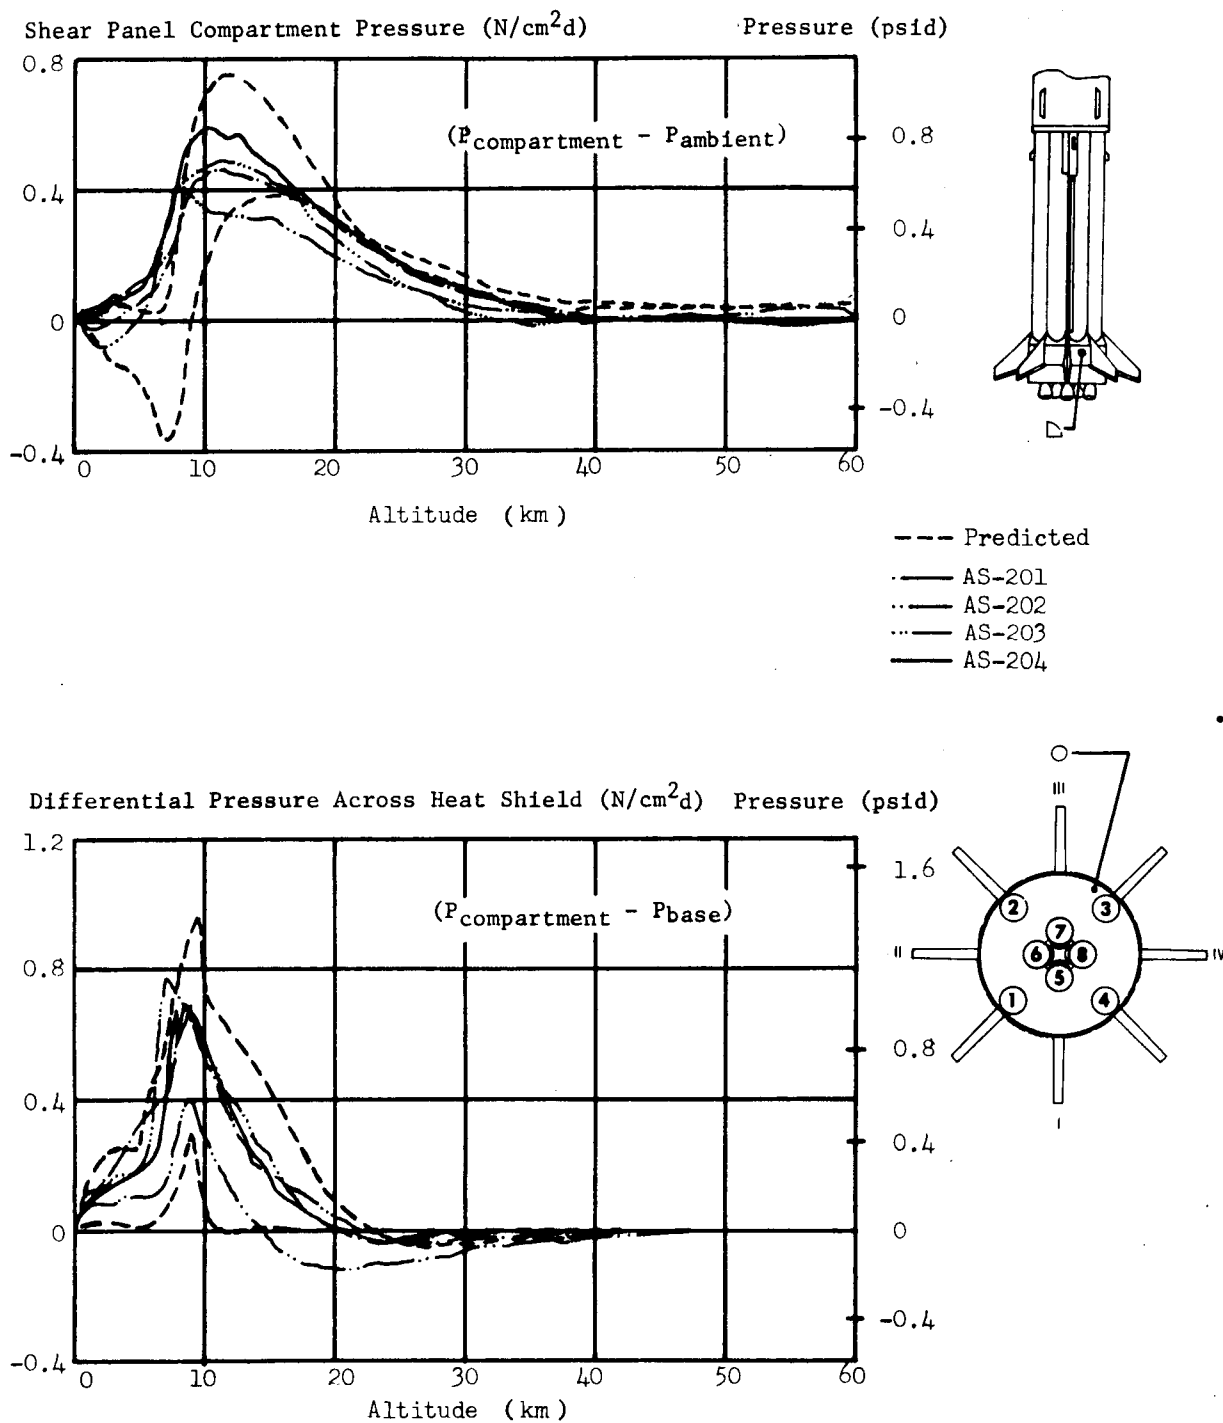 Shear Panel Compartment Pressure (N/cm2d) Pressure (psid)
0.8
0.4
0
-0.4
(Pcompartment - Pambient)
0.8
0.4
0
-0.4
0 10 20 30 40 50 60
Altitude (km)
Predicted
AS-201
AS-202
AS-203
AS-204
Differential Pressure Across Heat Shield (N/cm2d) Pressure (psid)
1.2
0.8
0.4
0
-0.4
(Pcompartment - Pbase)
1.6
0.8
0.4
0
-0.4
0 10 20 30 40 50 60
Altitude (km)
III
2 3
7
II 6 8 IV
5
1 4
I